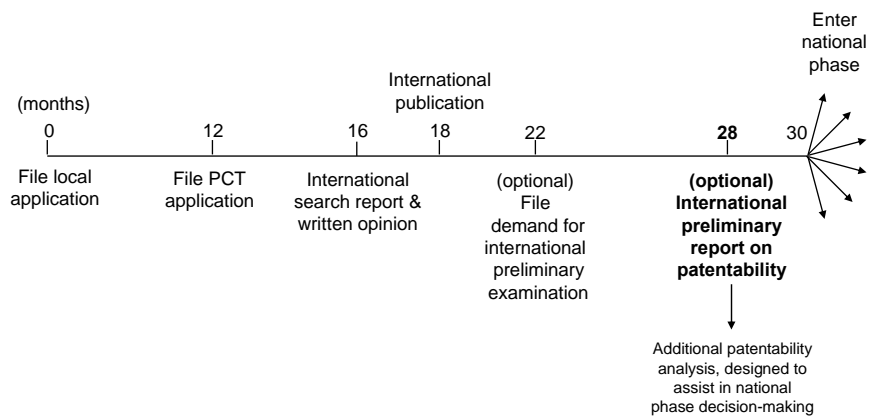 Enter
national
phase
International
publication
(months)
0
12
16
18
22
28
30
File local
application
File PCT
application
International
search report &
written opinion
(optional)
File
demand for
international
preliminary
examination
(optional)
International
preliminary
report on
patentability
Additional patentability
analysis, designed to
assist in national
phase decision-making